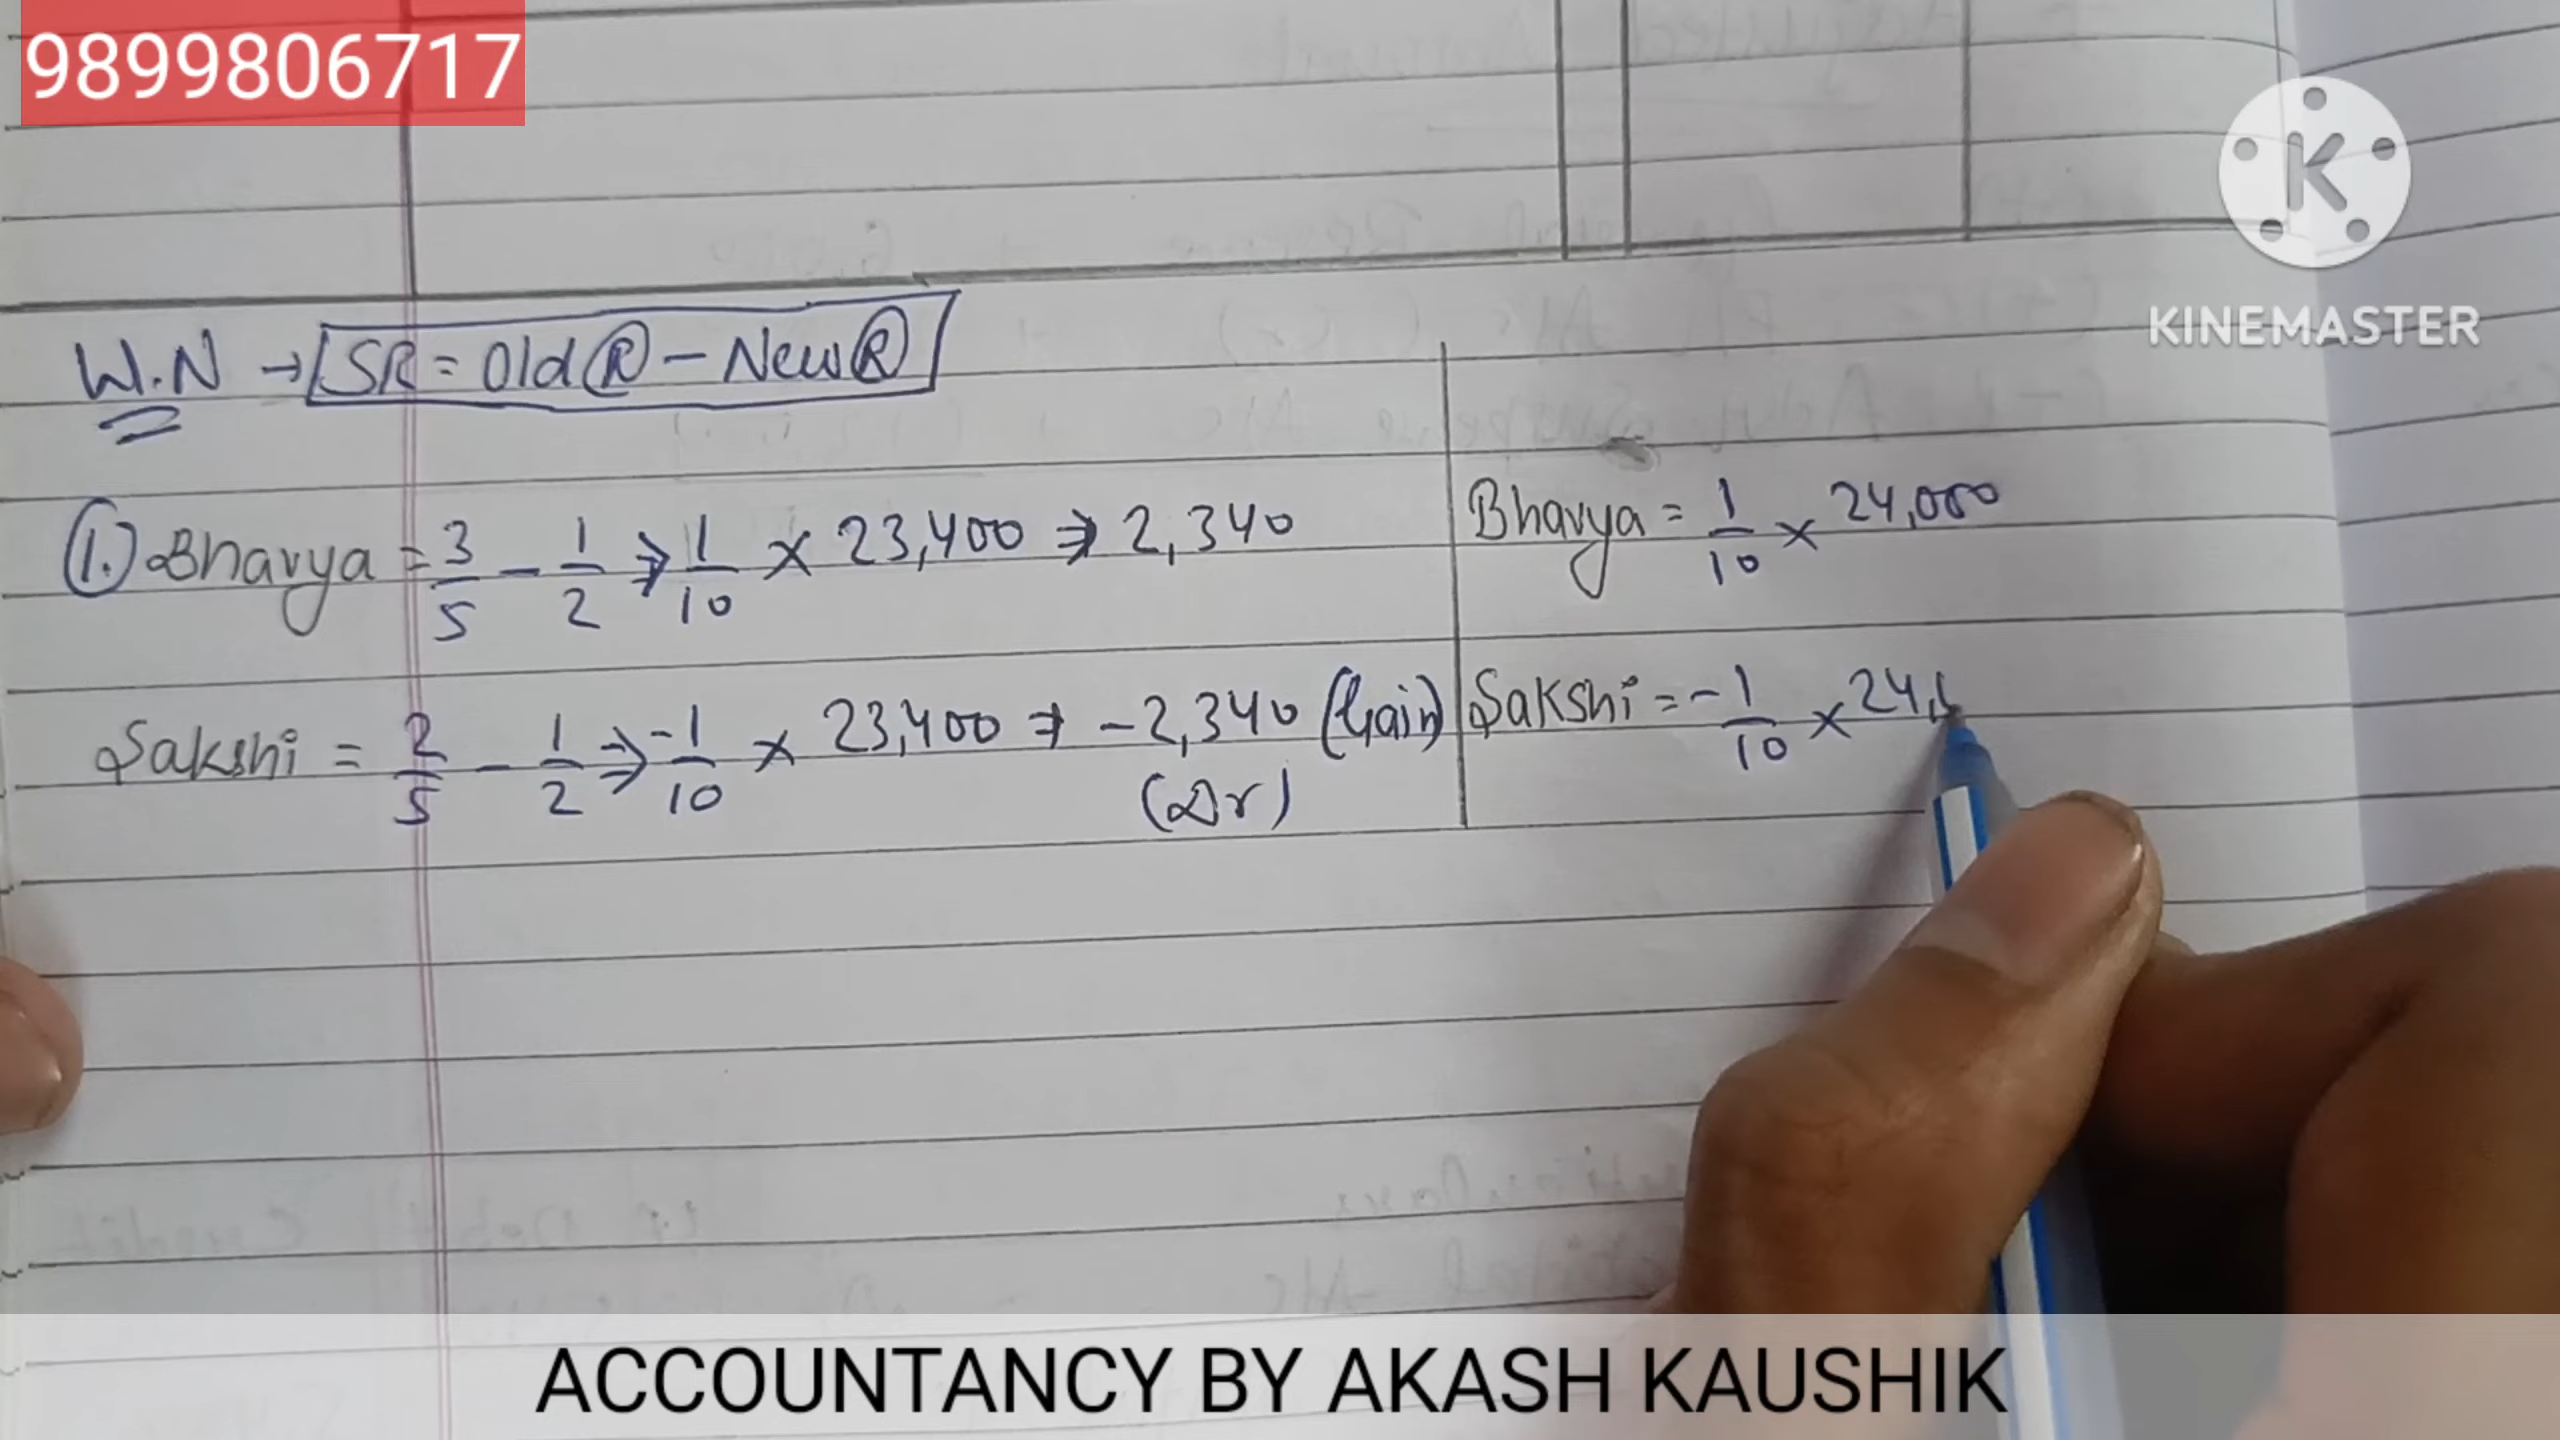 9899806717
KINEMASTER
W.N → SR = Old Ⓡ - New Ⓡ
①. Bhavya = 3/5 - 1/2 ⇒ 1/10 × 23,400 ⇒ 2,340
Sakshi = 2/5 - 1/2 ⇒ -1/10 × 23,400 ⇒ -2,340 (Gain)
(Dr)
Bhavya = 1/10 × 24,000
Sakshi = -1/10 × 24,
ACCOUNTANCY BY AKASH KAUSHIK